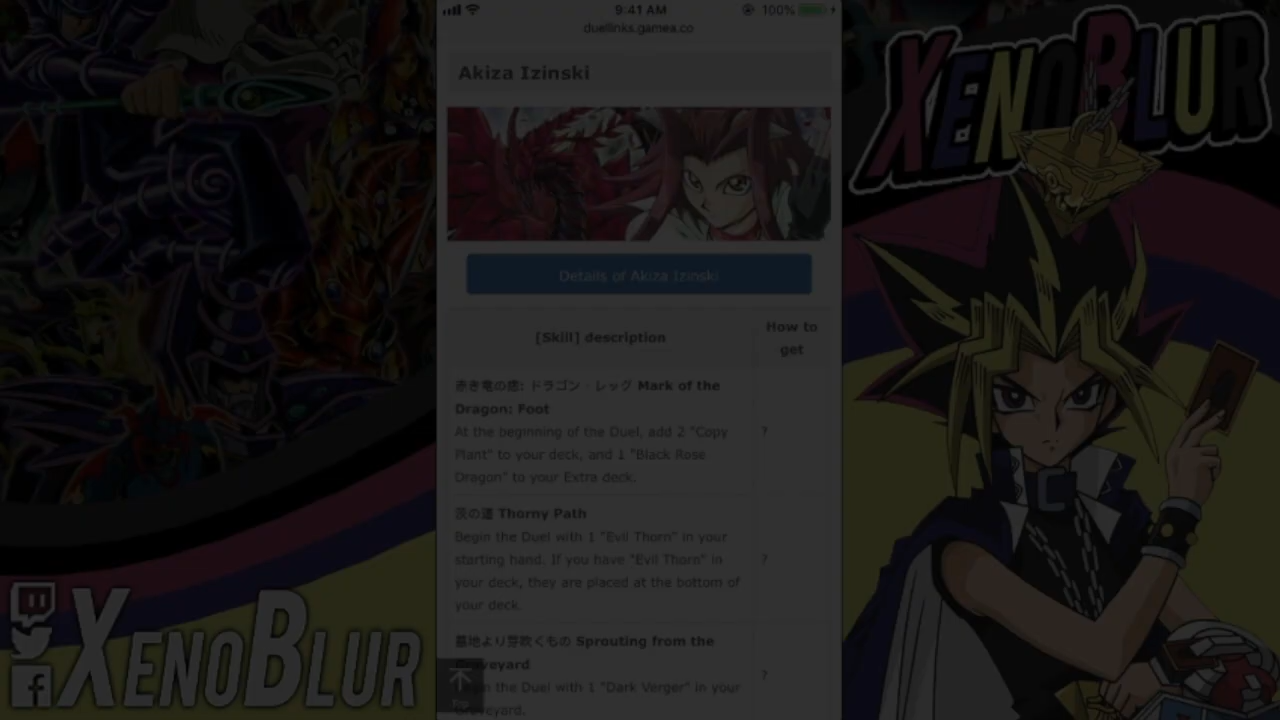 9:41 AM
100%
duellinks.gamea.co
Akiza Izinski
Details of Akiza Izinski
[Skill] description
How to
get
赤き竜の痣: ドラゴン・レッグ Mark of the
Dragon: Foot
At the beginning of the Duel, add 2 "Copy
Plant" to your deck, and 1 "Black Rose
Dragon" to your Extra deck.
?
茨の道 Thorny Path
Begin the Duel with 1 "Evil Thorn" in your
starting hand. If you have "Evil Thorn" in
your deck, they are placed at the bottom of
your deck.
?
墓地より芽吹くもの Sprouting from the
Graveyard
Begin the Duel with 1 "Dark Verger" in your
Graveyard.
?
Top
XENOBLUR
XENOBLUR